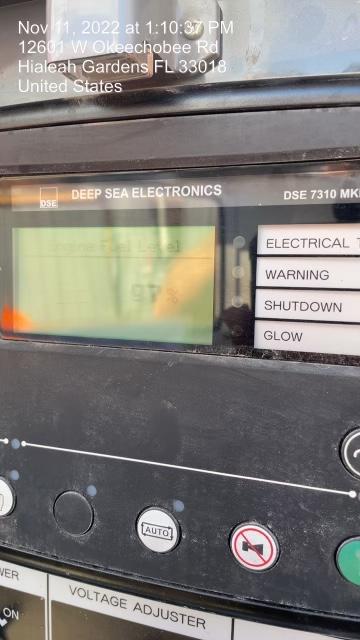 Nov 11, 2022 at 1:10:37 PM
12601 W Okeechobee Rd
Hialeah Gardens FL 33018
United States
DSE
DEEP SEA ELECTRONICS
DSE 7310 MK
Engine Fuel Level
97 %
ELECTRICAL T
WARNING
SHUTDOWN
GLOW
AUTO
WER
ON
VOLTAGE ADJUSTER